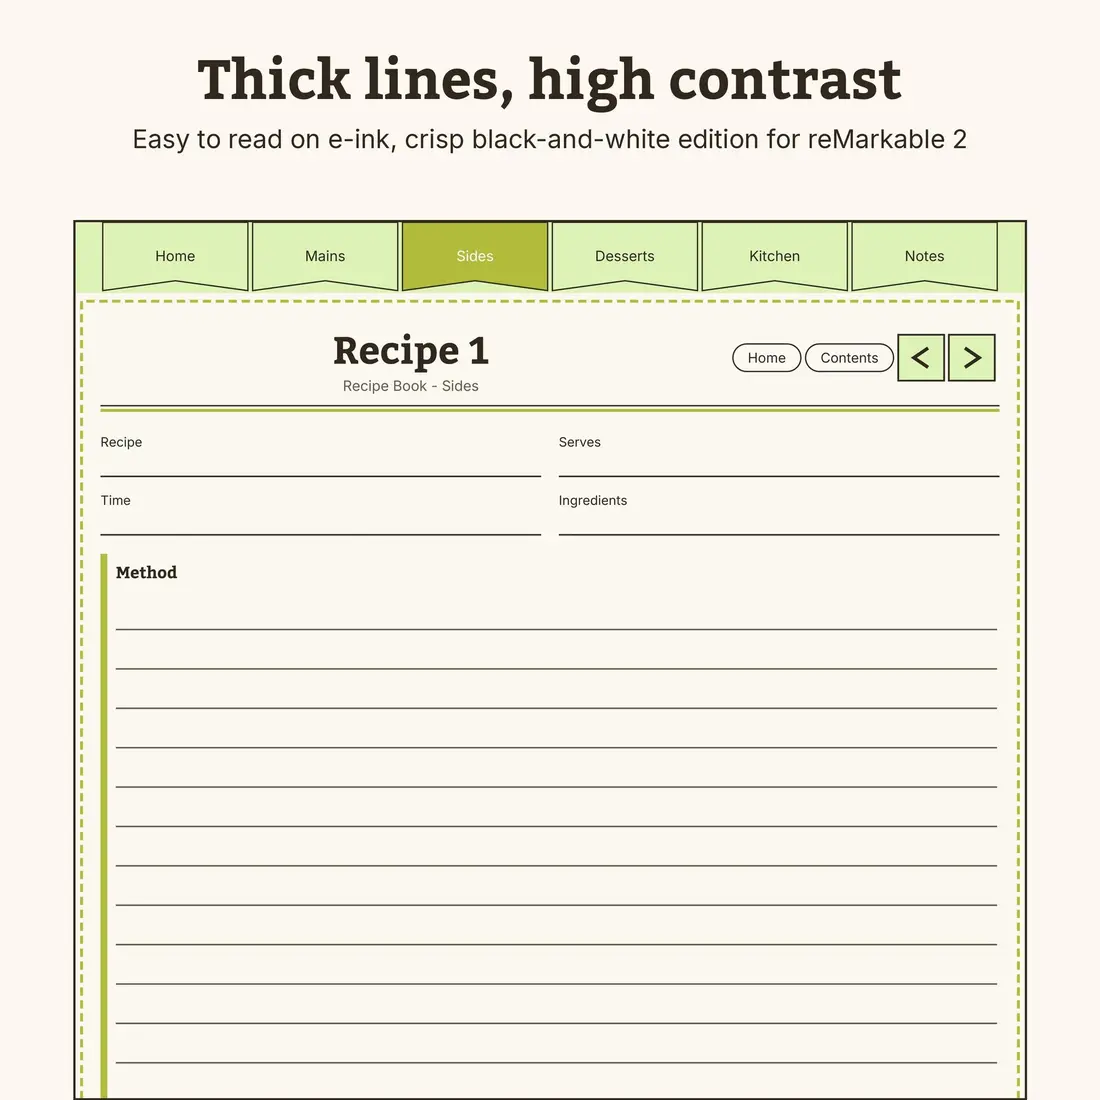 Thick lines, high contrast
Easy to read on e-ink, crisp black-and-white edition for reMarkable 2
Home Mains Sides Desserts Kitchen Notes
Recipe 1
Home Contents < >
Recipe Book - Sides
Recipe Serves
Time Ingredients
Method